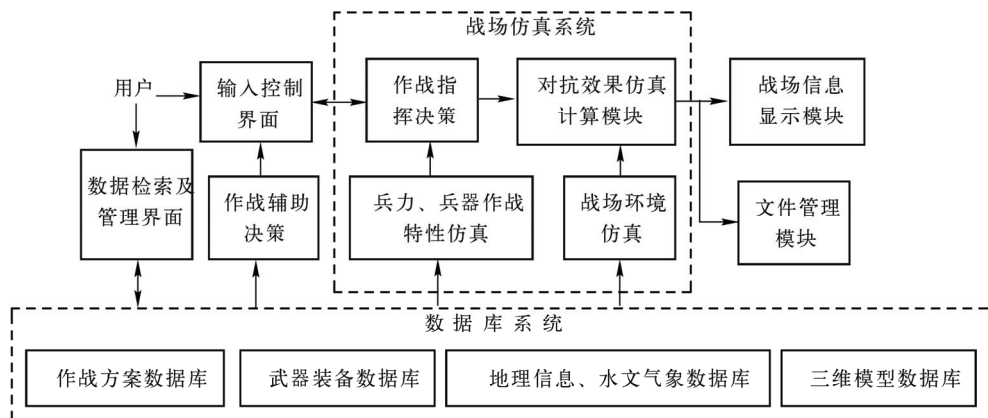 战场仿真系统
用户
输入控制
界面
作战指
挥决策
对抗效果仿真
计算模块
战场信息
显示模块
数据检索及
管理界面
作战辅助
决策
兵力、兵器作战
特性仿真
战场环境
仿真
文件管理
模块
数据库系统
作战方案数据库
武器装备数据库
地理信息、水文气象数据库
三维模型数据库